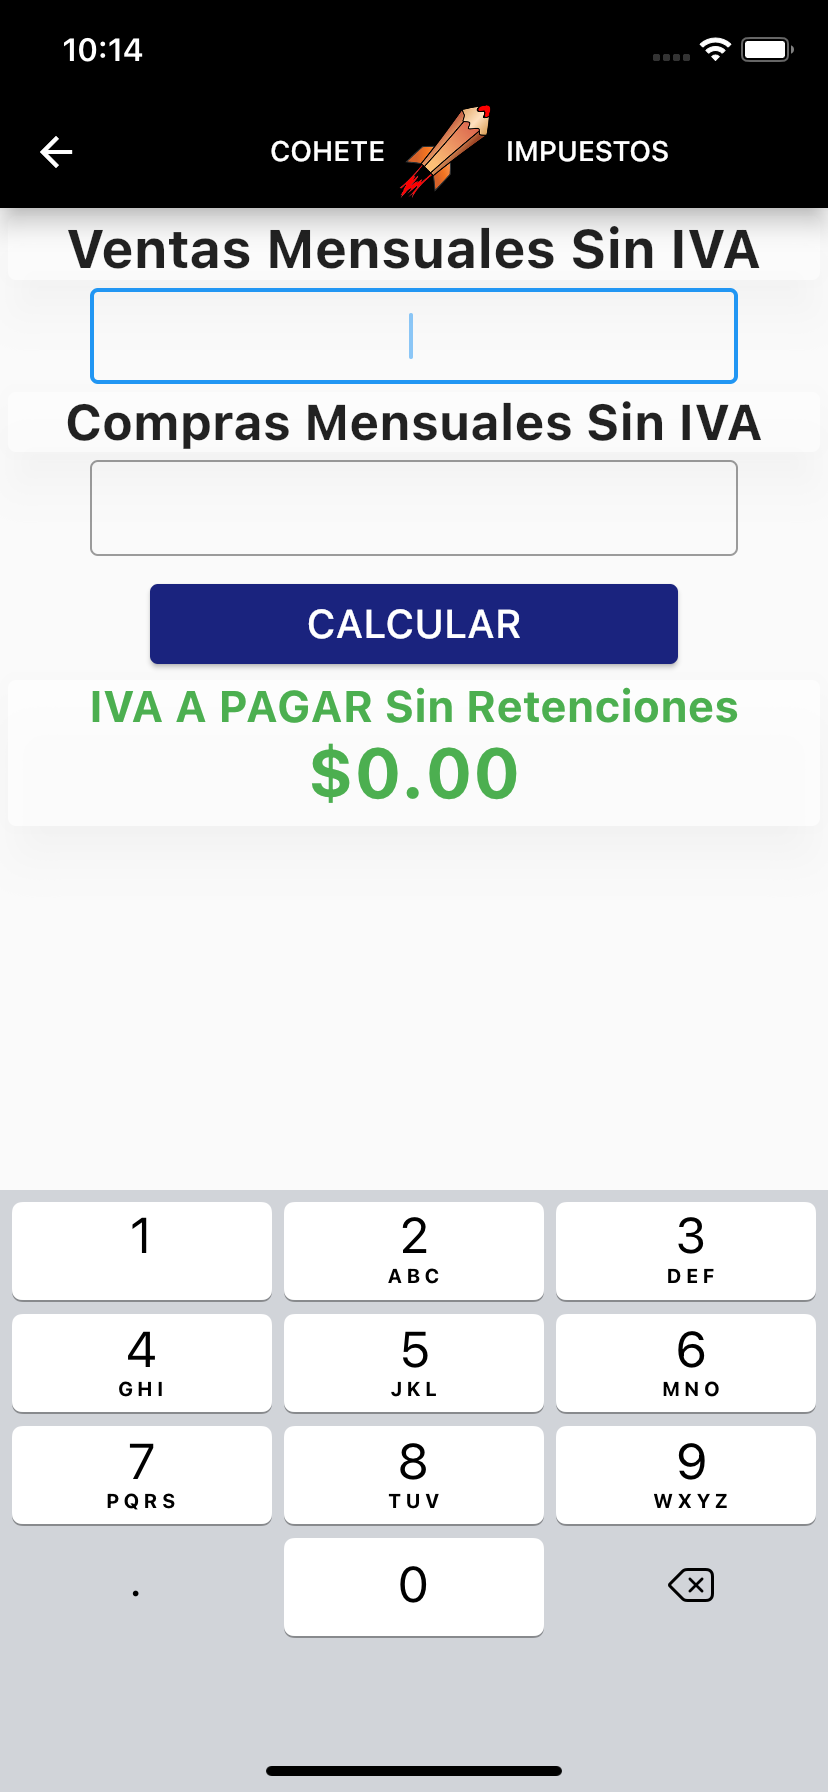 10:14
COHETE IMPUESTOS
Ventas Mensuales Sin IVA
Compras Mensuales Sin IVA
CALCULAR
IVA A PAGAR Sin Retenciones
$0.00
1 2 3
ABC DEF
4 5 6
GHI JKL MNO
7 8 9
PQRS TUV WXYZ
. 0